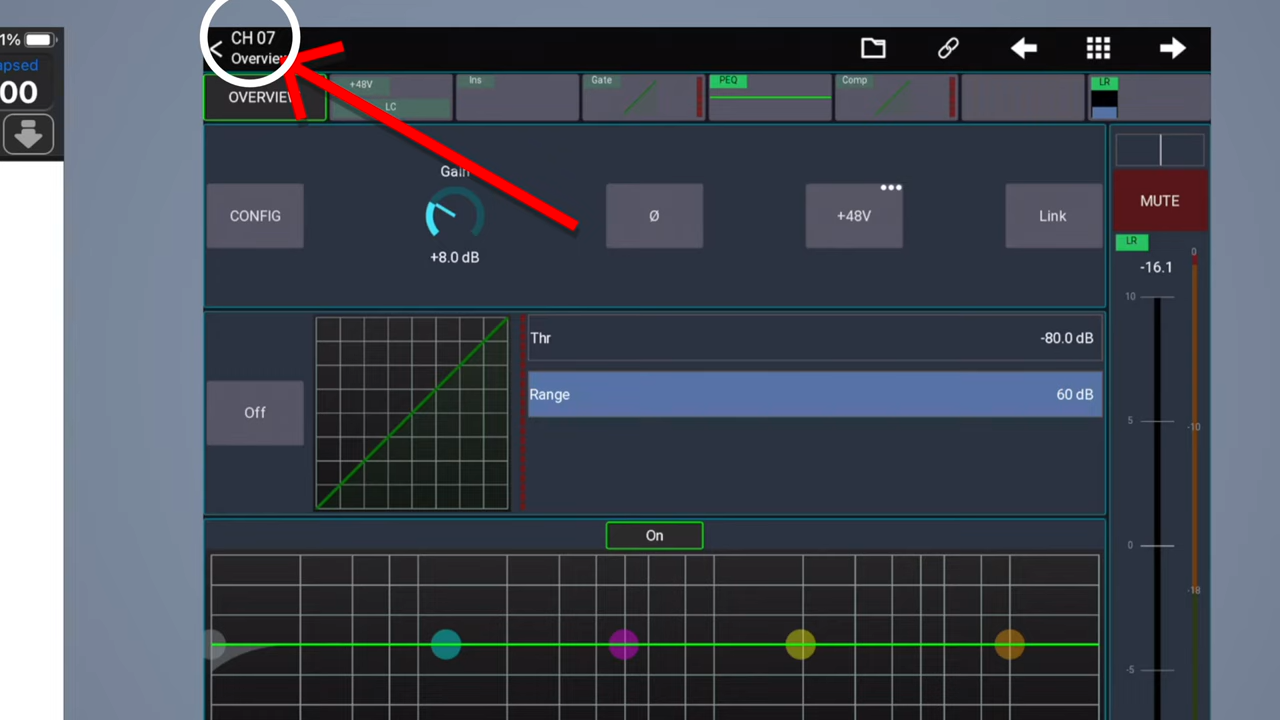 1%
apsed
00
< CH 07
Overview
OVERVIEW
+48V
LC
Ins
Gate
PEQ
Comp
LR
Gain
CONFIG
+8.0 dB
Ø
+48V
•••
Link
MUTE
LR
-16.1
0
10
5
-10
0
-18
-5
Off
Thr -80.0 dB
Range 60 dB
On